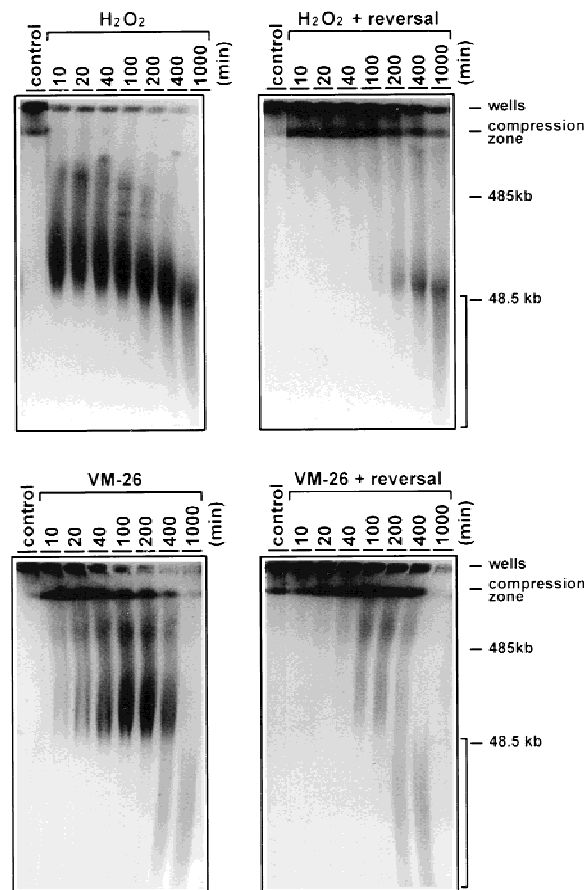 H₂O₂
control
10
20
40
100
200
400
1000
(min)
H₂O₂ + reversal
control
10
20
40
100
200
400
1000
(min)
— wells
— compression
zone
— 485kb
— 48.5 kb
VM-26
control
10
20
40
100
200
400
1000
(min)
VM-26 + reversal
control
10
20
40
100
200
400
1000
(min)
— wells
— compression
zone
— 485kb
— 48.5 kb